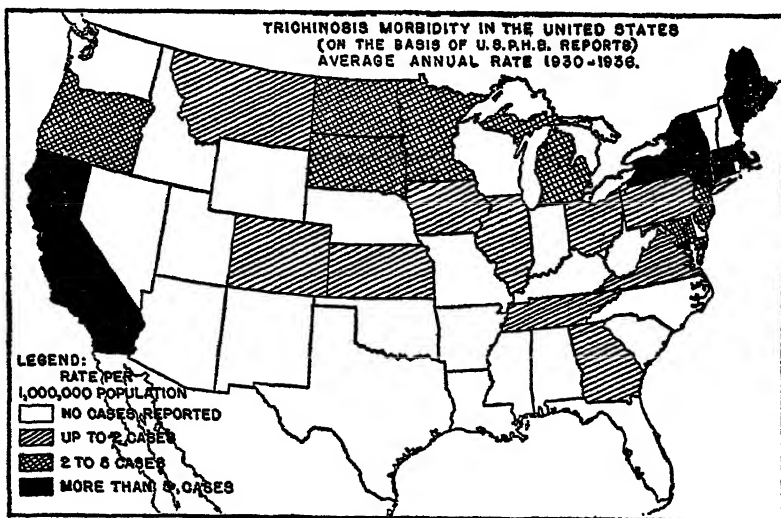 TRICHINOSIS MORBIDITY IN THE UNITED STATES
(ON THE BASIS OF U.S.P.H.S. REPORTS)
AVERAGE ANNUAL RATE 1930-1936.
LEGEND:
RATE PER
1,000,000 POPULATION
NO CASES REPORTED
UP TO 2 CASES
2 TO 5 CASES
MORE THAN 5 CASES